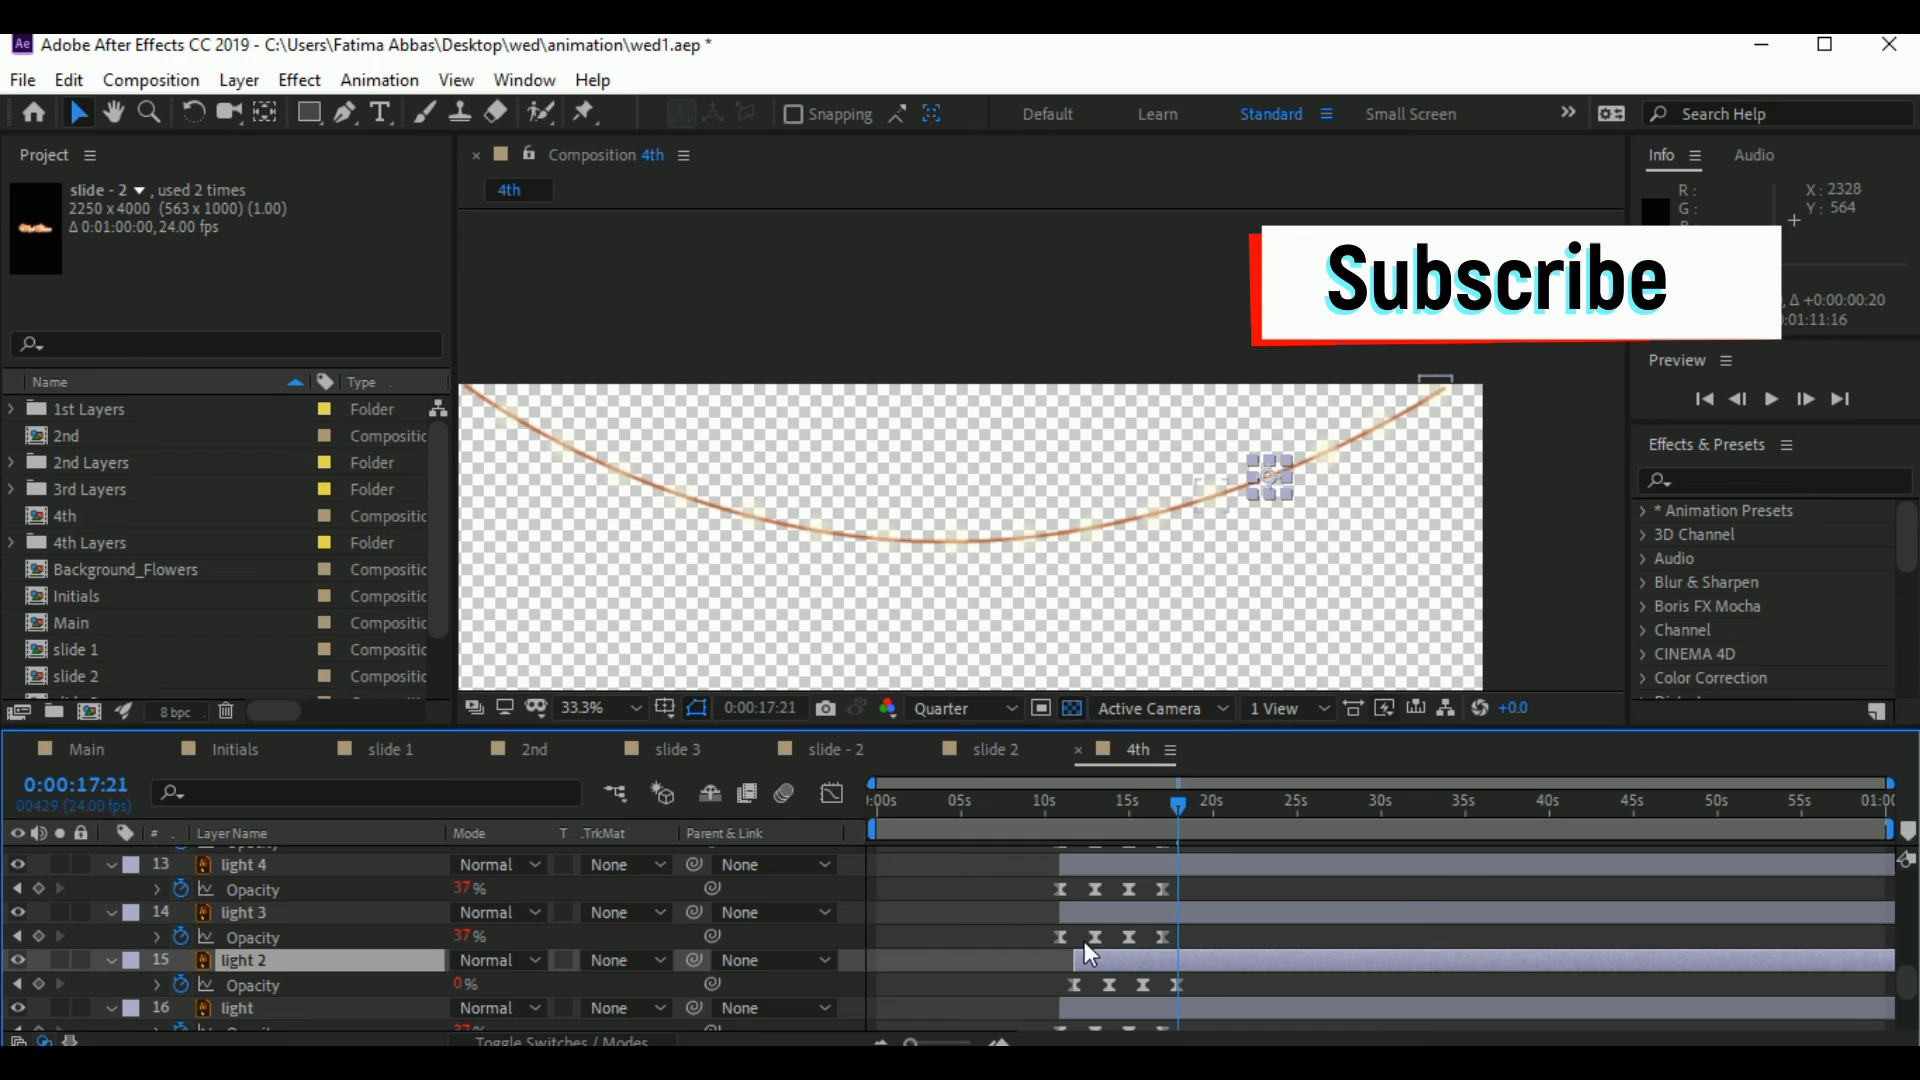 Ae Adobe After Effects CC 2019 - C:\Users\Fatima Abbas\Desktop\wed\animation\wed1.aep *
File Edit Composition Layer Effect Animation View Window Help
Snapping Default Learn Standard Small Screen Search Help
Project
slide - 2 , used 2 times
2250 x 4000 (563 x 1000) (1.00)
Δ 0:01:00:00, 24.00 fps
Composition 4th
4th
Info Audio
R : X : 2328
G : Y : 564
Subscribe
, Δ +0:00:00:20
01:11:16
Preview
Effects & Presets
* Animation Presets
3D Channel
Audio
Blur & Sharpen
Boris FX Mocha
Channel
CINEMA 4D
Color Correction
Name Type
1st Layers Folder
2nd Compositic
2nd Layers Folder
3rd Layers Folder
4th Compositic
4th Layers Folder
Background_Flowers Compositic
Initials Compositic
Main Compositic
slide 1 Compositic
slide 2 Compositic
8 bpc
33.3% 0:00:17:21 Quarter Active Camera 1 View +0.0
Main Initials slide 1 2nd slide 3 slide - 2 slide 2 4th
0:00:17:21
00429 (24.00 fps)
:00s 05s 10s 15s 20s 25s 30s 35s 40s 45s 50s 55s 01:00
# Layer Name Mode T .TrkMat Parent & Link
13 light 4 Normal None None
Opacity 37 %
14 light 3 Normal None None
Opacity 37 %
15 light 2 Normal None None
Opacity 0 %
16 light Normal None None
Toggle Switches / Modes